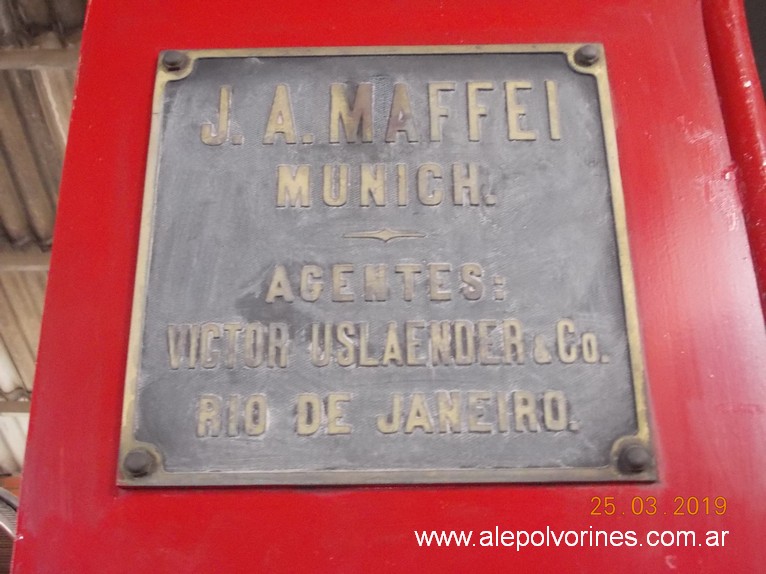 J. A. MAFFEI
MUNICH.
AGENTES:
VICTOR USLAENDER & Co.
RIO DE JANEIRO.
25.03.2019
www.alepolvorines.com.ar